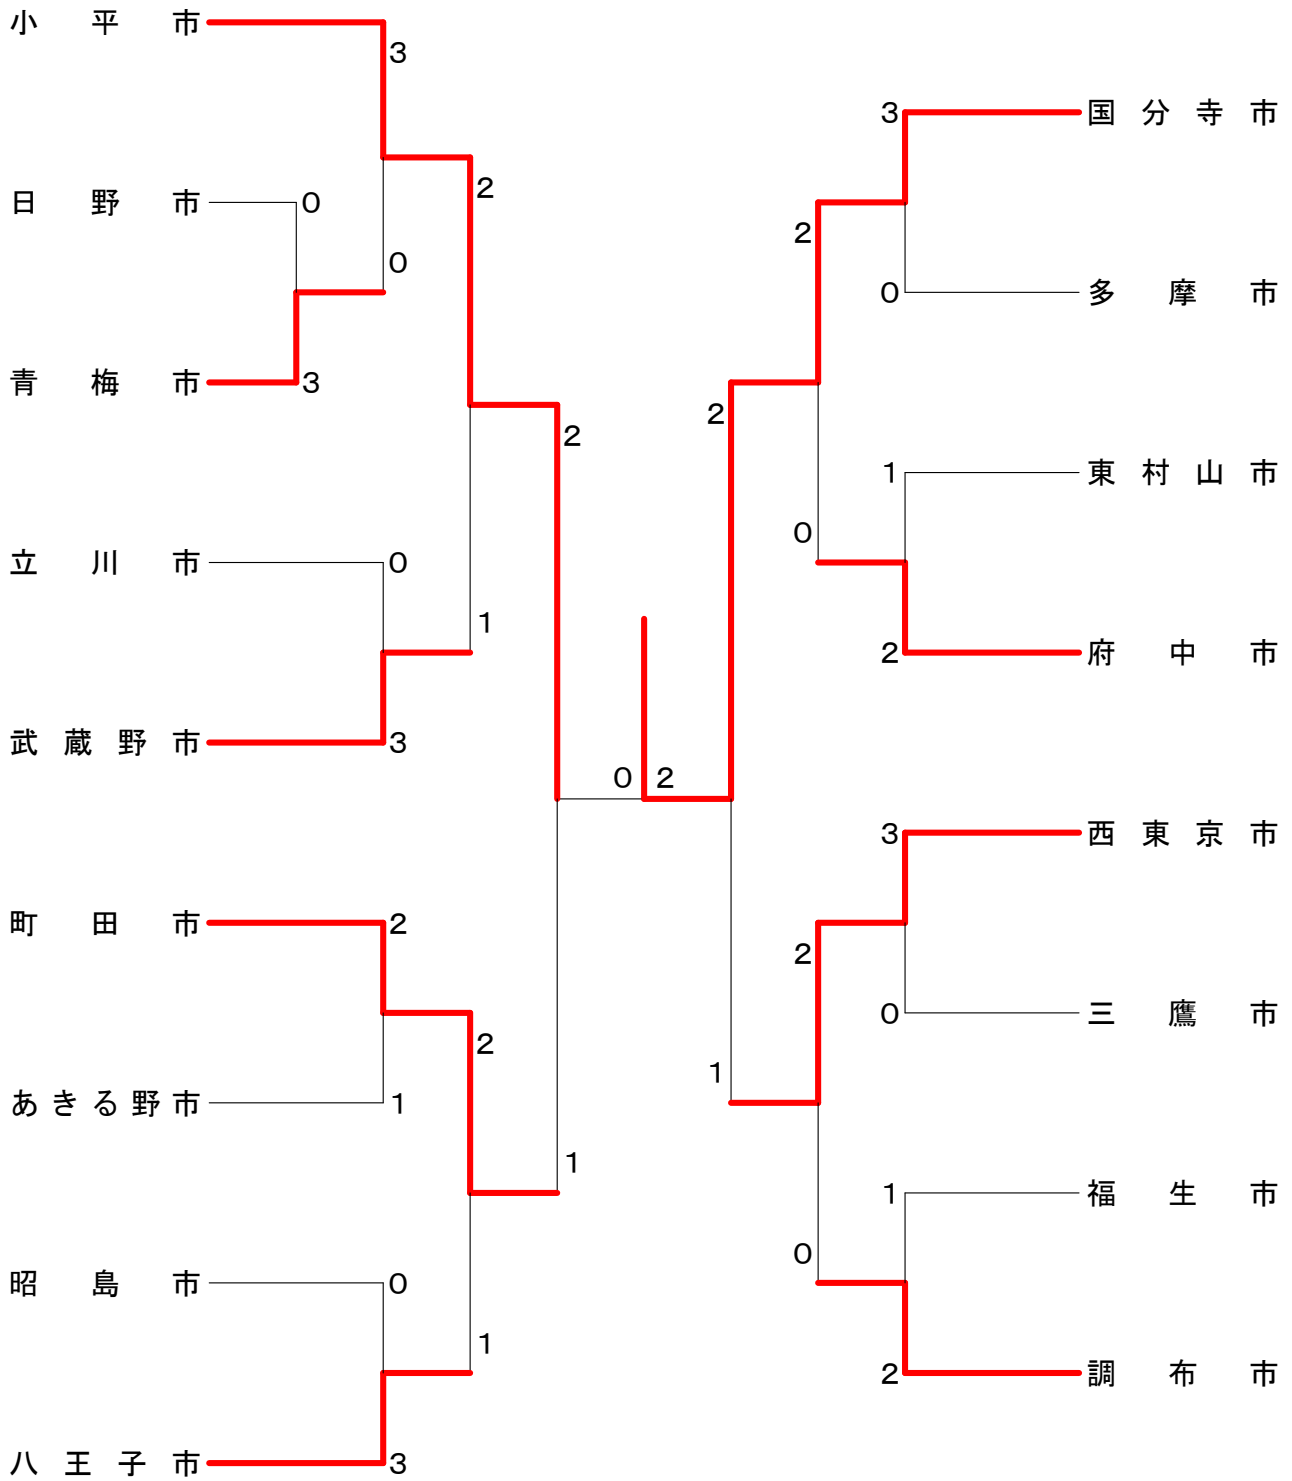 小平市
3
国分寺市
3
2
日野市
0
2
0
多摩市
0
青梅市
3
2
2
東村山市
1
0
立川市
0
1
府中市
2
武蔵野市
3
0 2
西東京市
3
町田市
2
2
三鷹市
0
2
1
あきる野市
1
1
福生市
1
0
昭島市
0
1
調布市
2
八王子市
3